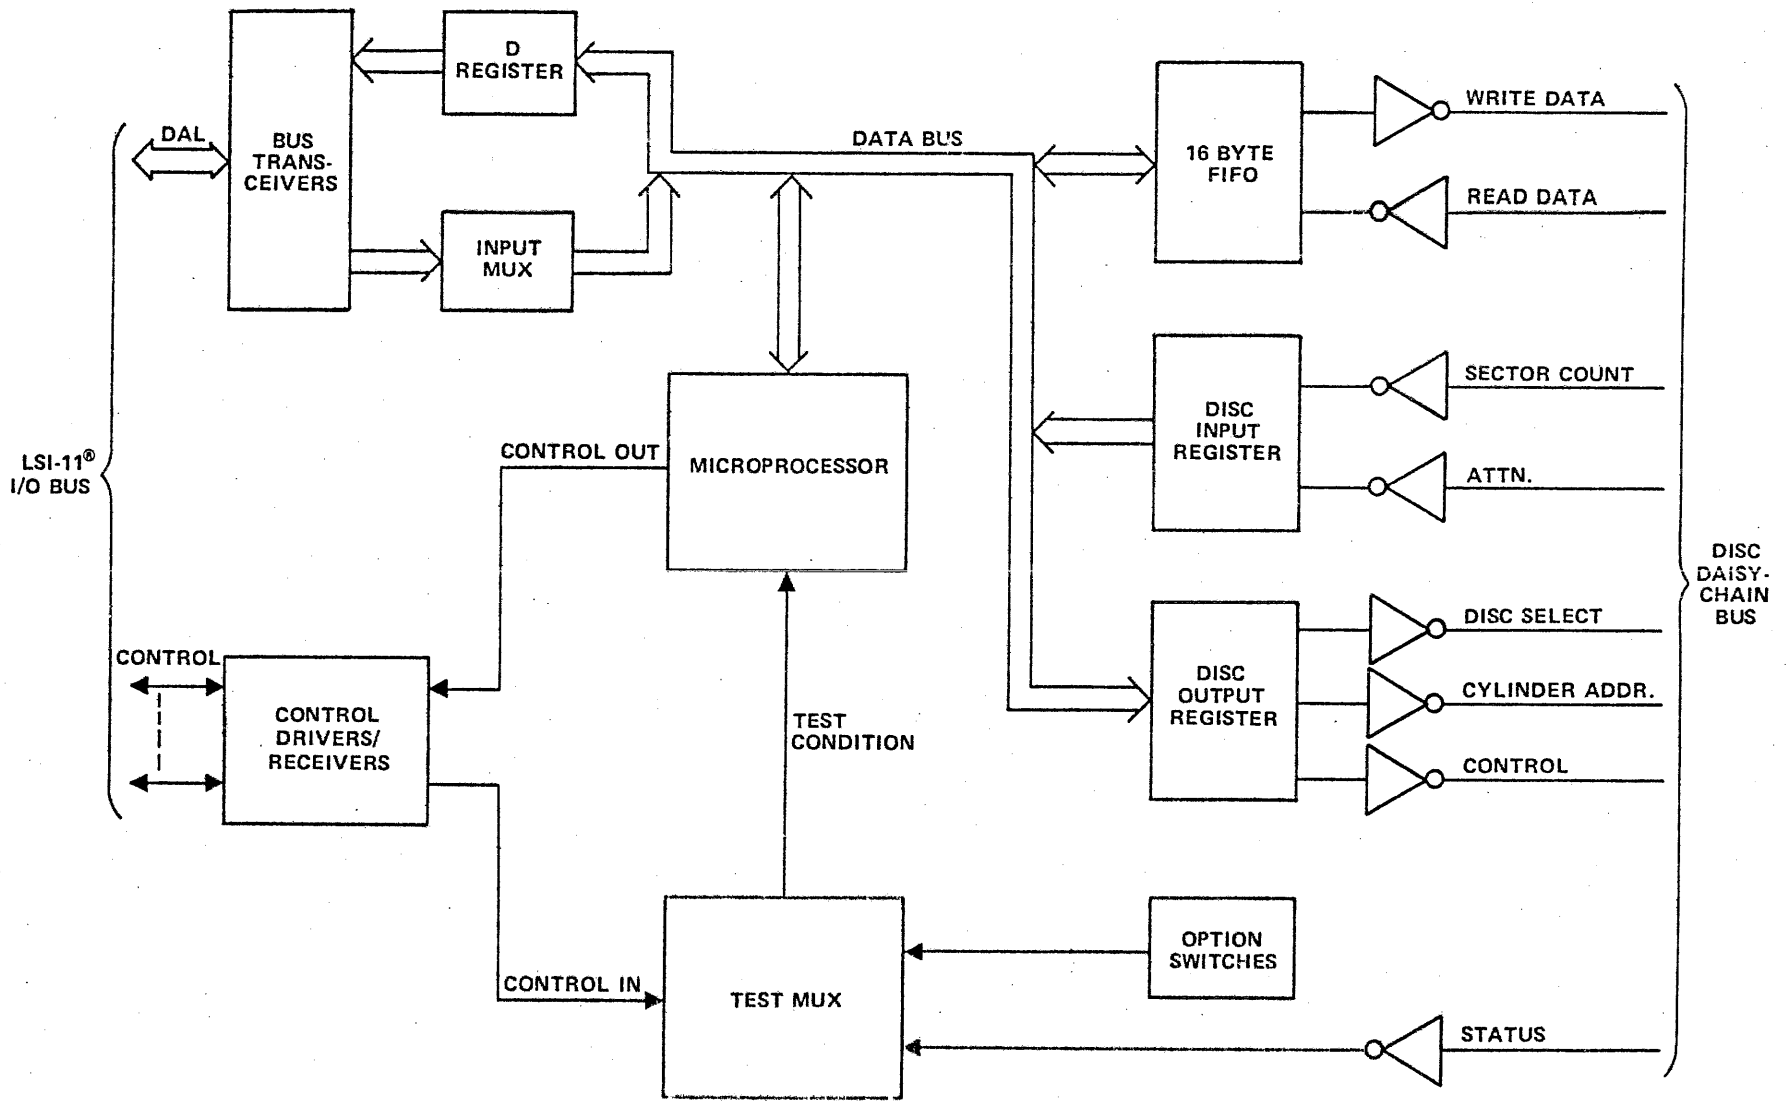 D
REGISTER
DAL
BUS
TRANS-
CEIVERS
INPUT
MUX
DATA BUS
16 BYTE
FIFO
WRITE DATA
READ DATA
LSI-11®
I/O BUS
CONTROL OUT
MICROPROCESSOR
DISC
INPUT
REGISTER
SECTOR COUNT
ATTN.
DISC
DAISY-
CHAIN
BUS
CONTROL
CONTROL
DRIVERS/
RECEIVERS
TEST
CONDITION
DISC
OUTPUT
REGISTER
DISC SELECT
CYLINDER ADDR.
CONTROL
CONTROL IN
TEST MUX
OPTION
SWITCHES
STATUS